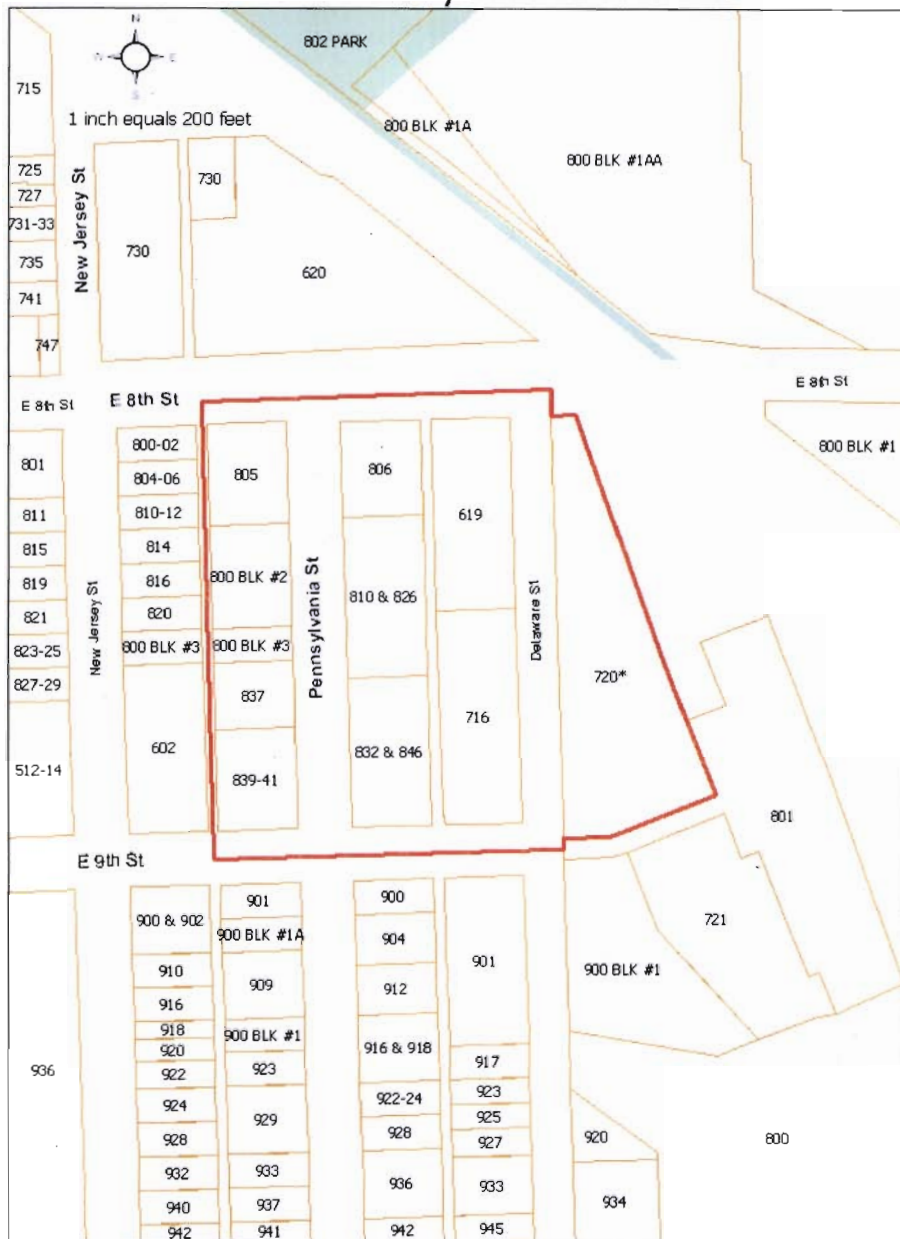 N
W E
S
1 inch equals 200 feet
802 PARK
800 BLK #1A
800 BLK #1AA
715
725
727
731-33
735
741
747
New Jersey St
730
730
620
E 8th St
E 8th St
E 8th St
800 BLK #1
801
811
815
819
821
823-25
827-29
512-14
New Jersey St
800-02
804-06
810-12
814
816
820
800 BLK #3
602
805
800 BLK #2
800 BLK #3
837
839-41
Pennsylvania St
806
810 & 826
832 & 846
619
716
Delaware St
720*
801
721
E 9th St
936
900 & 902
910
916
918
920
922
924
928
932
940
942
901
900 BLK #1A
909
900 BLK #1
923
929
933
937
941
900
904
912
916 & 918
922-24
928
936
942
901
917
923
925
927
933
945
900 BLK #1
920
934
800